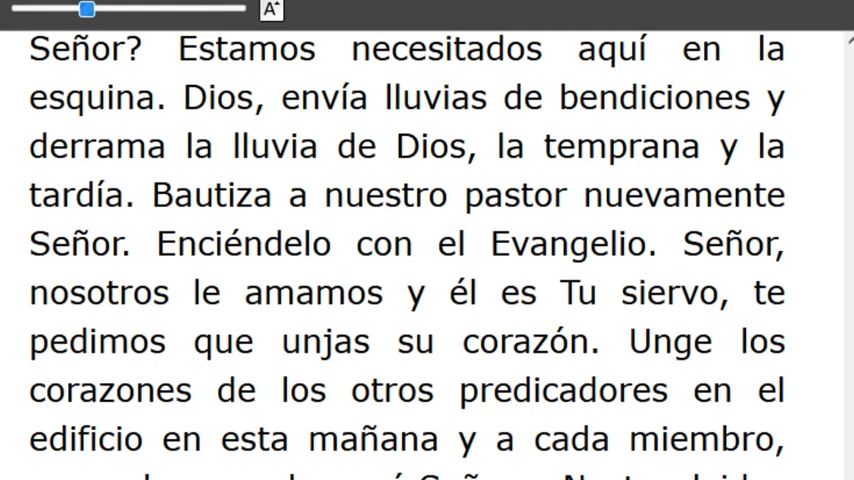 A
Señor? Estamos necesitados aquí en la
esquina. Dios, envía lluvias de bendiciones y
derrama la lluvia de Dios, la temprana y la
tardía. Bautiza a nuestro pastor nuevamente
Señor. Enciéndelo con el Evangelio. Señor,
nosotros le amamos y él es Tu siervo, te
pedimos que unjas su corazón. Unge los
corazones de los otros predicadores en el
edificio en esta mañana y a cada miembro,